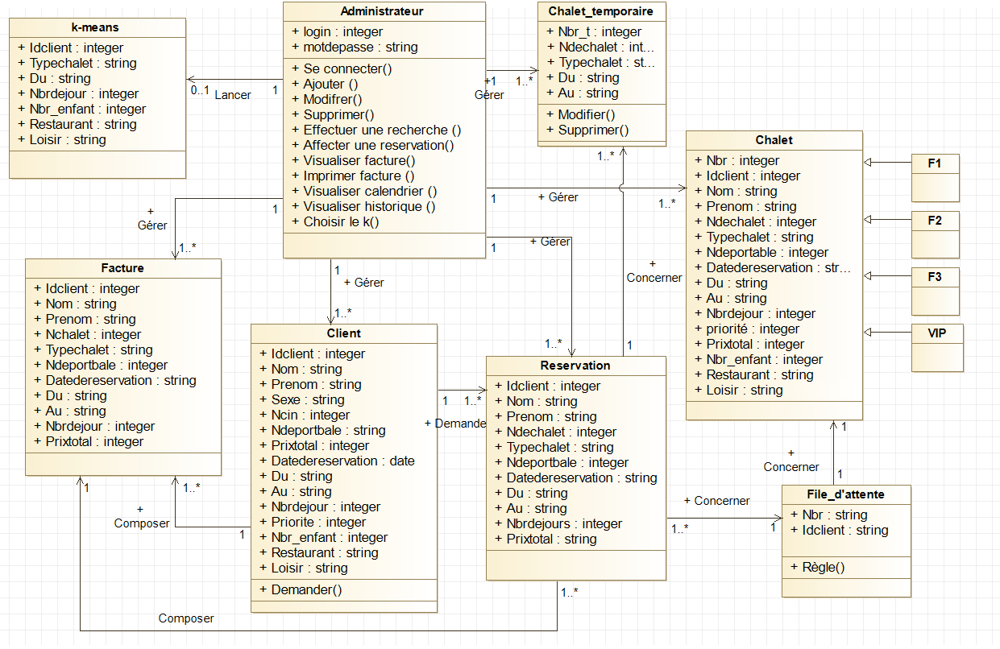 k-means
+ Idclient : integer
+ Typechalet : string
+ Du : string
+ Nbrdejour : integer
+ Nbr_enfant : integer
+ Restaurant : string
+ Loisir : string
Administrateur
+ login : integer
+ motdepasse : string
+ Se connecter()
+ Ajouter ()
+ Modifrer()
+ Supprimer()
+ Effectuer une recherche ()
+ Affecter une reservation()
+ Visualiser facture()
+ Imprimer facture ()
+ Visualiser calendrier ()
+ Visualiser historique ()
+ Choisir le k()
Chalet_temporaire
+ Nbr_t : integer
+ Ndechalet : int...
+ Typechalet : st...
+ Du : string
+ Au : string
+ Modifier()
+ Supprimer()
0..1
Lancer
1
+1
Gérer
1..*
Chalet
+ Nbr : integer
+ Idclient : integer
+ Nom : string
+ Prenom : string
+ Ndechalet : integer
+ Typechalet : string
+ Ndeportable : integer
+ Datedereservation : str...
+ Du : string
+ Au : string
+ Nbrdejour : integer
+ priorité : integer
+ Prixtotal : integer
+ Nbr_enfant : integer
+ Restaurant : string
+ Loisir : string
F1
F2
F3
VIP
1
+ Gérer
1..*
1..*
+
Concerner
1
1
+
Gérer
1..*
1
+ Gérer
1..*
1
+ Gérer
1..*
Facture
+ Idclient : integer
+ Nom : string
+ Prenom : string
+ Nchalet : integer
+ Typechalet : string
+ Ndeportbale : integer
+ Datedereservation : string
+ Du : string
+ Au : string
+ Nbrdejour : integer
+ Prixtotal : integer
Client
+ Idclient : integer
+ Nom : string
+ Prenom : string
+ Sexe : string
+ Ncin : integer
+ Ndeportbale : string
+ Prixtotal : integer
+ Datedereservation : date
+ Du : string
+ Au : string
+ Nbrdejour : integer
+ Priorite : integer
+ Nbr_enfant : integer
+ Restaurant : string
+ Loisir : string
+ Demander()
1
1..*
+ Demande
Reservation
+ Idclient : integer
+ Nom : string
+ Prenom : string
+ Ndechalet : integer
+ Typechalet : string
+ Ndeportbale : integer
+ Datedereservation : string
+ Du : string
+ Au : string
+ Nbrdejours : integer
+ Prixtotal : string
1
+
Concerner
1
File_d'attente
+ Nbr : string
+ Idclient : string
+ Règle()
+ Concerner
1..*
1
1
1..*
+
Composer
1
1..*
Composer